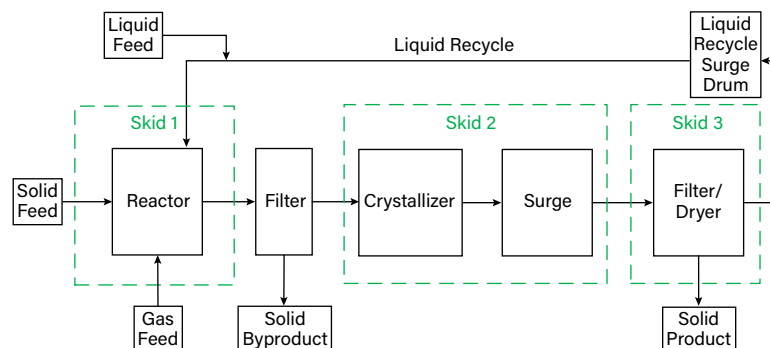 Liquid
Feed
Liquid Recycle
Liquid
Recycle
Surge
Drum
Skid 1
Skid 2
Skid 3
Solid
Feed
Reactor
Filter
Crystallizer
Surge
Filter/
Dryer
Gas
Feed
Solid
Byproduct
Solid
Product